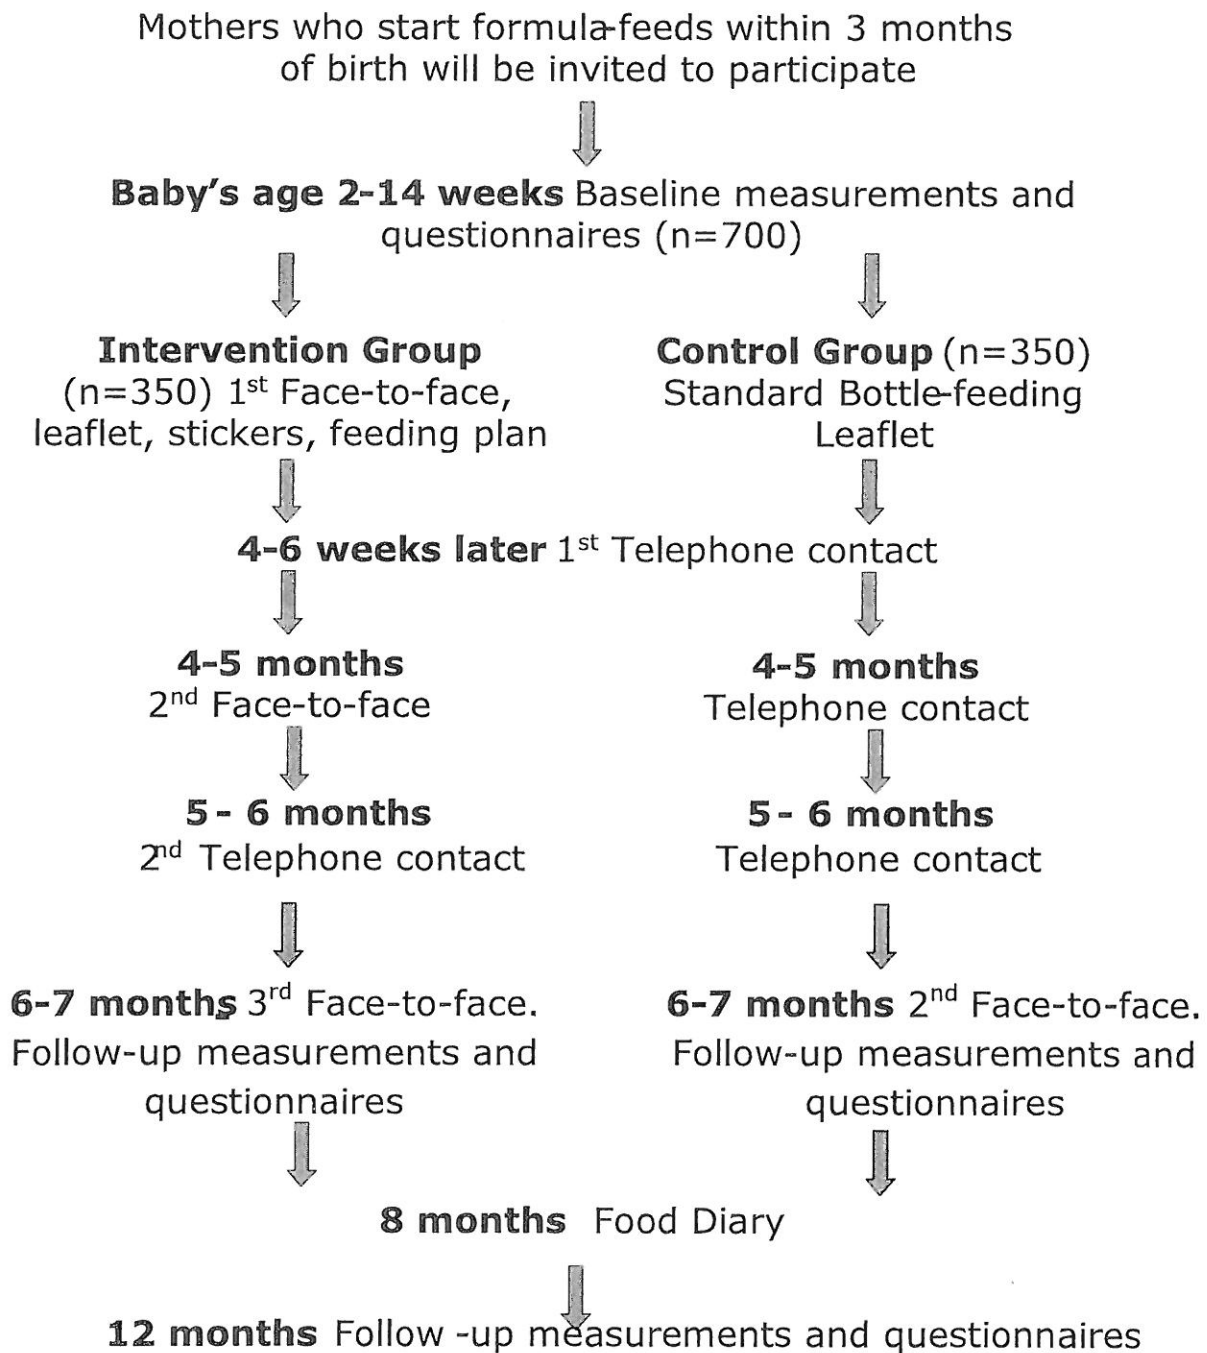 Mothers who start formula-feeds within 3 months
of birth will be invited to participate
Baby's age 2-14 weeks Baseline measurements and
questionnaires (n=700)
Intervention Group
(n=350) 1st Face-to-face,
leaflet, stickers, feeding plan
Control Group (n=350)
Standard Bottle-feeding
Leaflet
4-6 weeks later 1st Telephone contact
4-5 months
2nd Face-to-face
4-5 months
Telephone contact
5 - 6 months
2nd Telephone contact
5 - 6 months
Telephone contact
6-7 months 3rd Face-to-face.
Follow-up measurements and
questionnaires
6-7 months 2nd Face-to-face.
Follow-up measurements and
questionnaires
8 months Food Diary
12 months Follow -up measurements and questionnaires